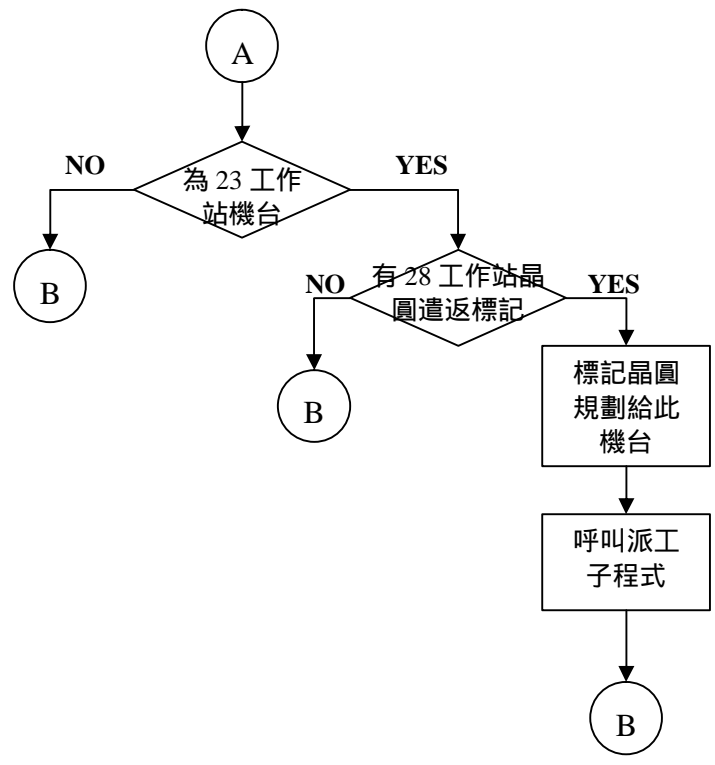 A
NO
YES
為 23 工作
站機台
B
NO
有 28 工作站晶
圓遣返標記
YES
B
標記晶圓
規劃給此
機台
呼叫派工
子程式
B